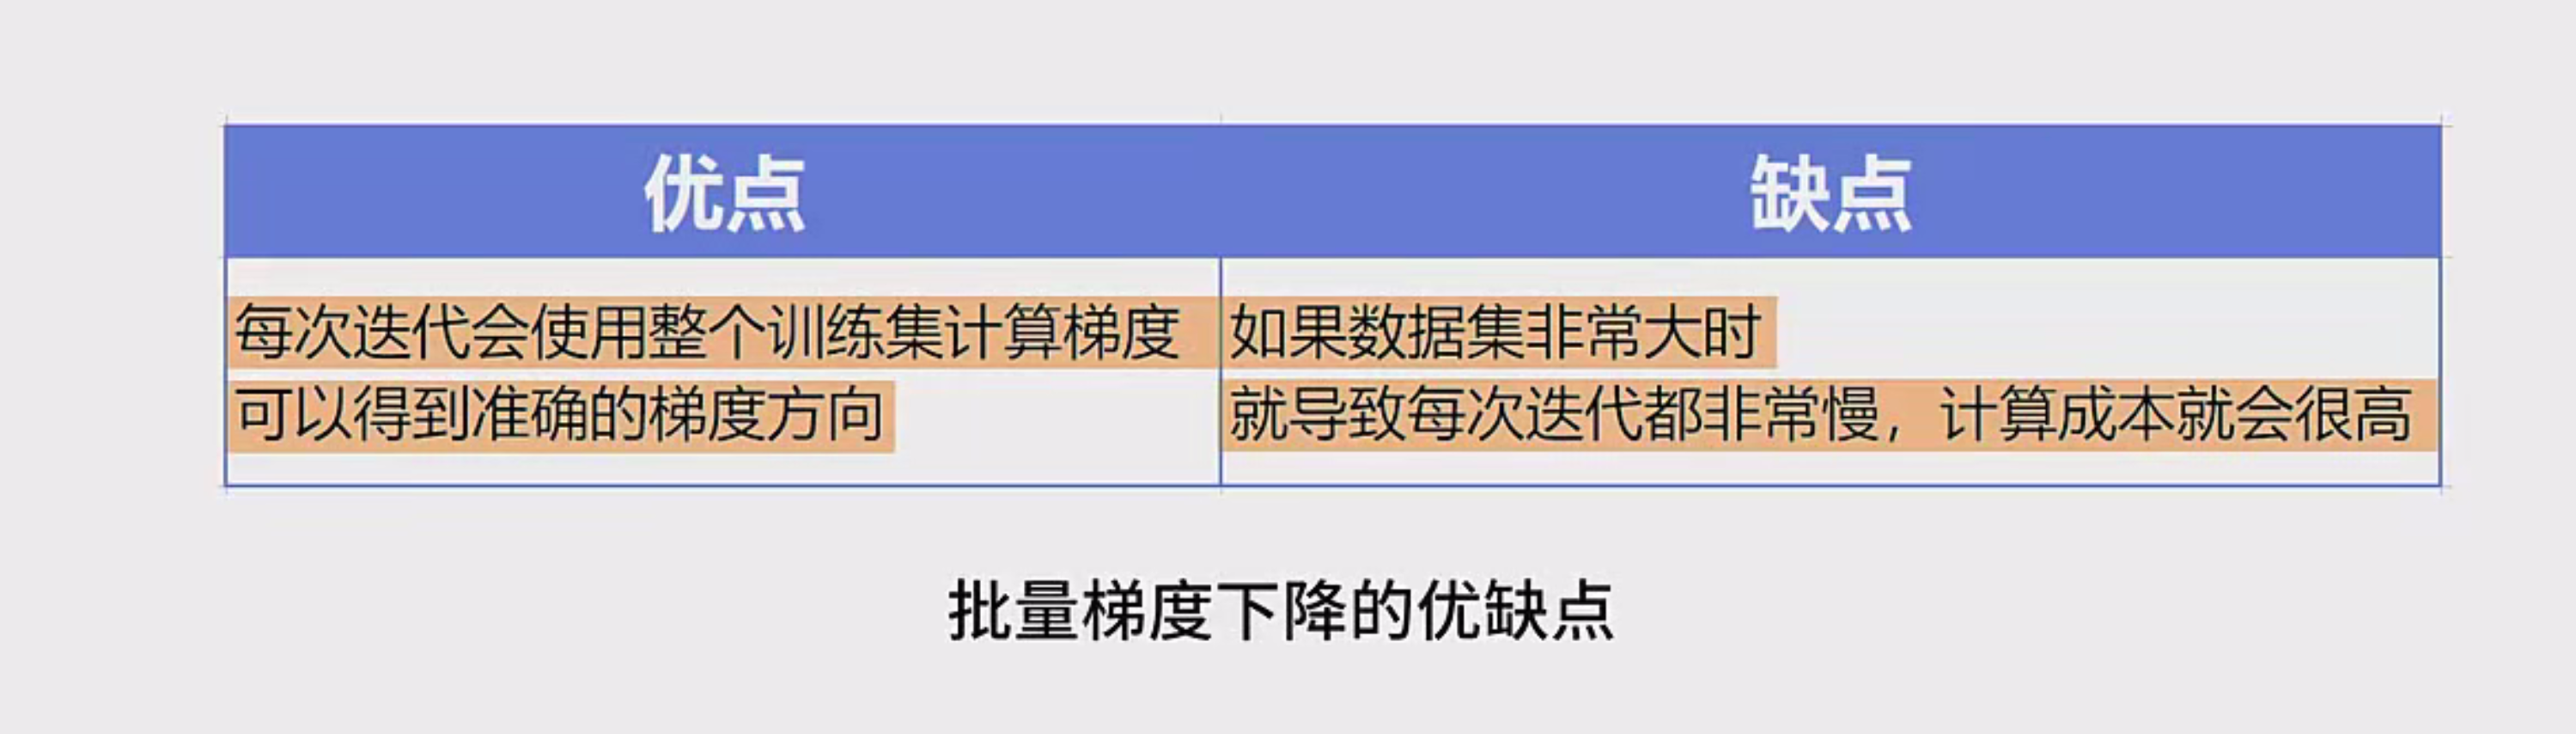 优点
缺点
每次迭代会使用整个训练集计算梯度
可以得到准确的梯度方向
如果数据集非常大时
就导致每次迭代都非常慢，计算成本就会很高
批量梯度下降的优缺点